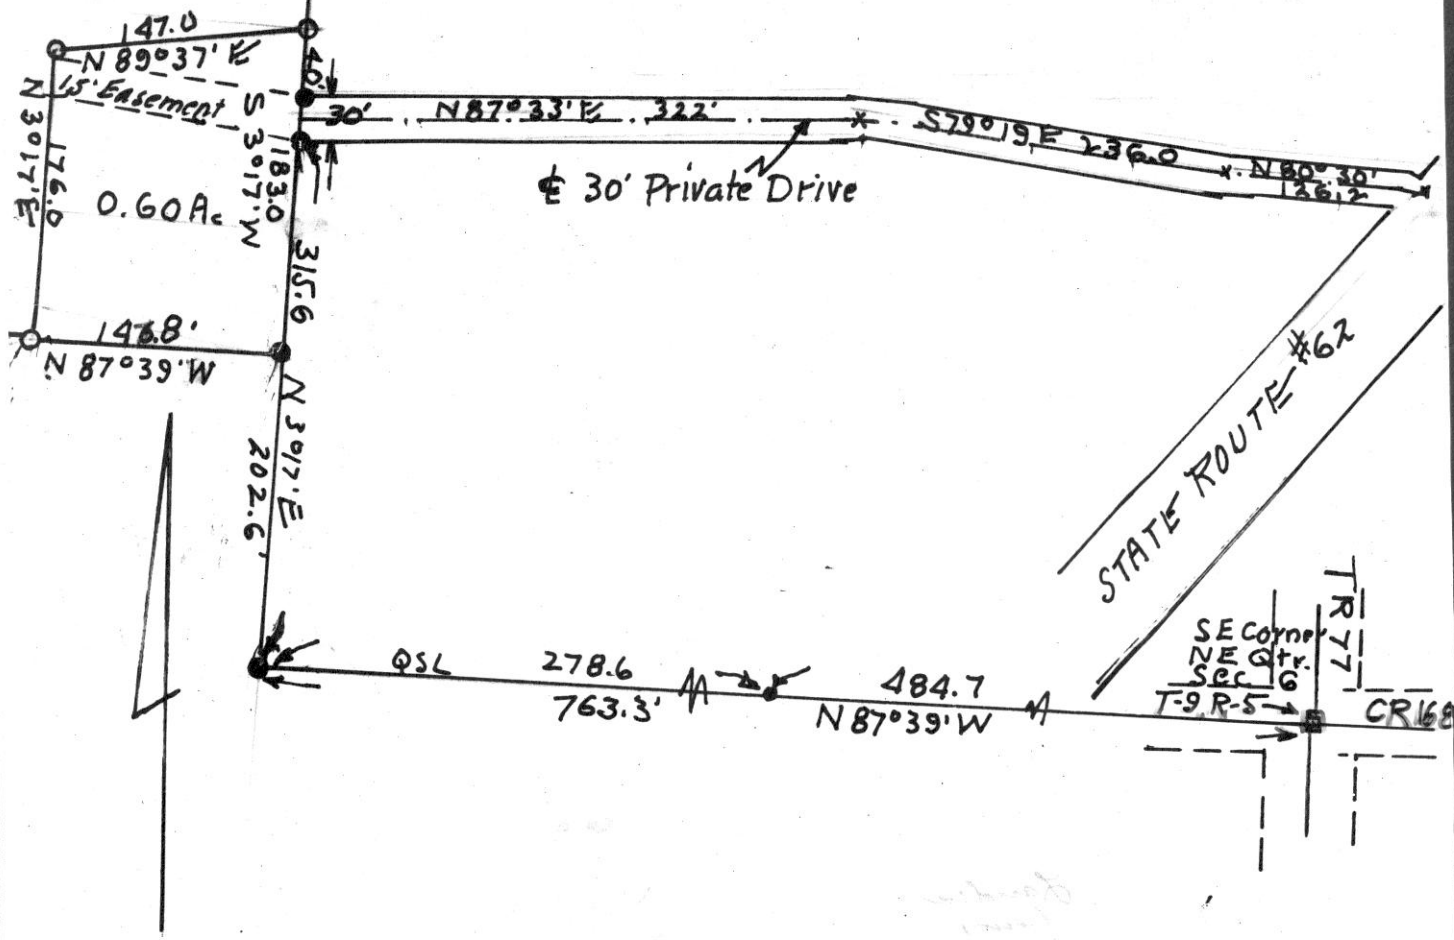 147.0
N 89°37' E
15' Easement
N 3°17' E
176.0
0.60 Ac
S 3°17' W
183.0
40'
30'
N 87°33' E 322'
S 79°19 E 236.0
N 80°30'
136.2
℄ 30' Private Drive
315.6
N 3°17' E
202.6'
N 87°39' W
STATE ROUTE #62
TR 77
SE Corner
NE Qtr.
Sec 6
T-9, R-5
CR 168
QSL 278.6
763.3'
484.7
N 87°39' W